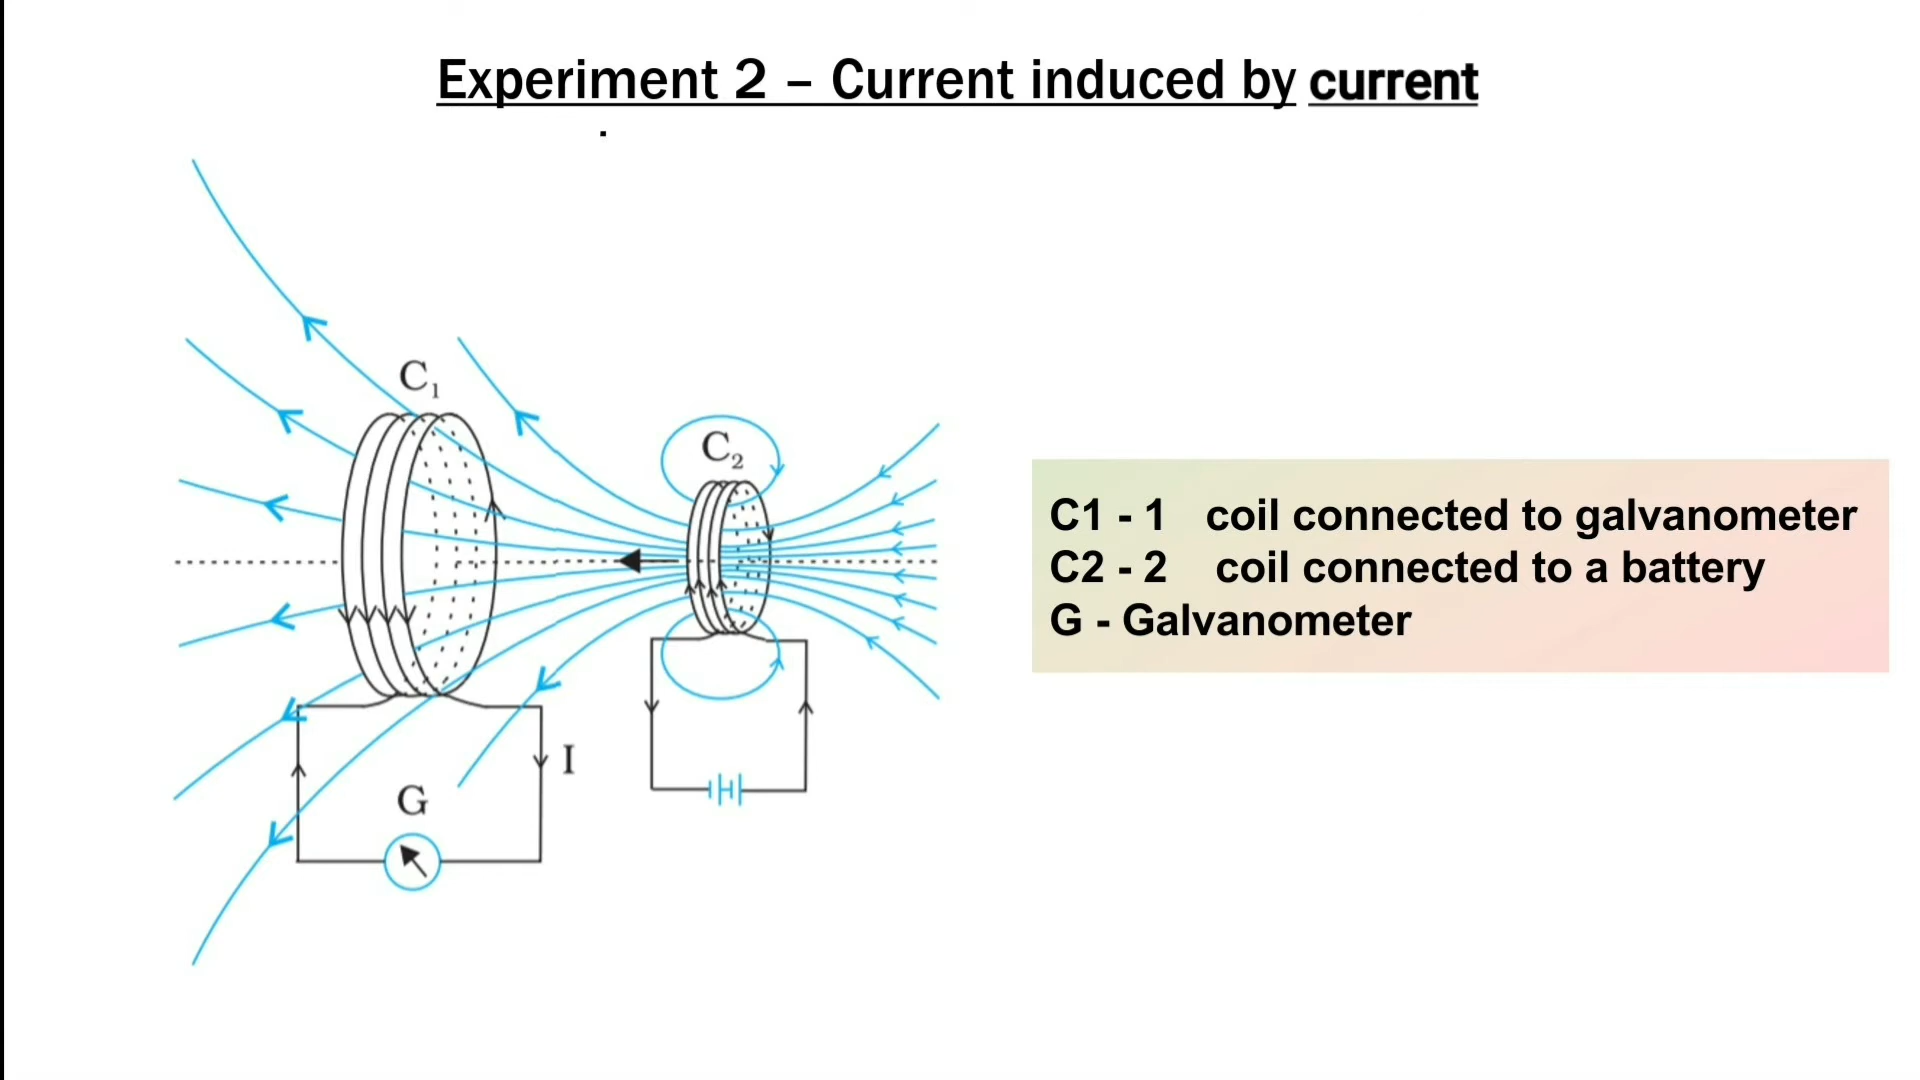 Experiment 2 – Current induced by current
C₁
C₂
I
G
C1 - 1 coil connected to galvanometer
C2 - 2 coil connected to a battery
G - Galvanometer